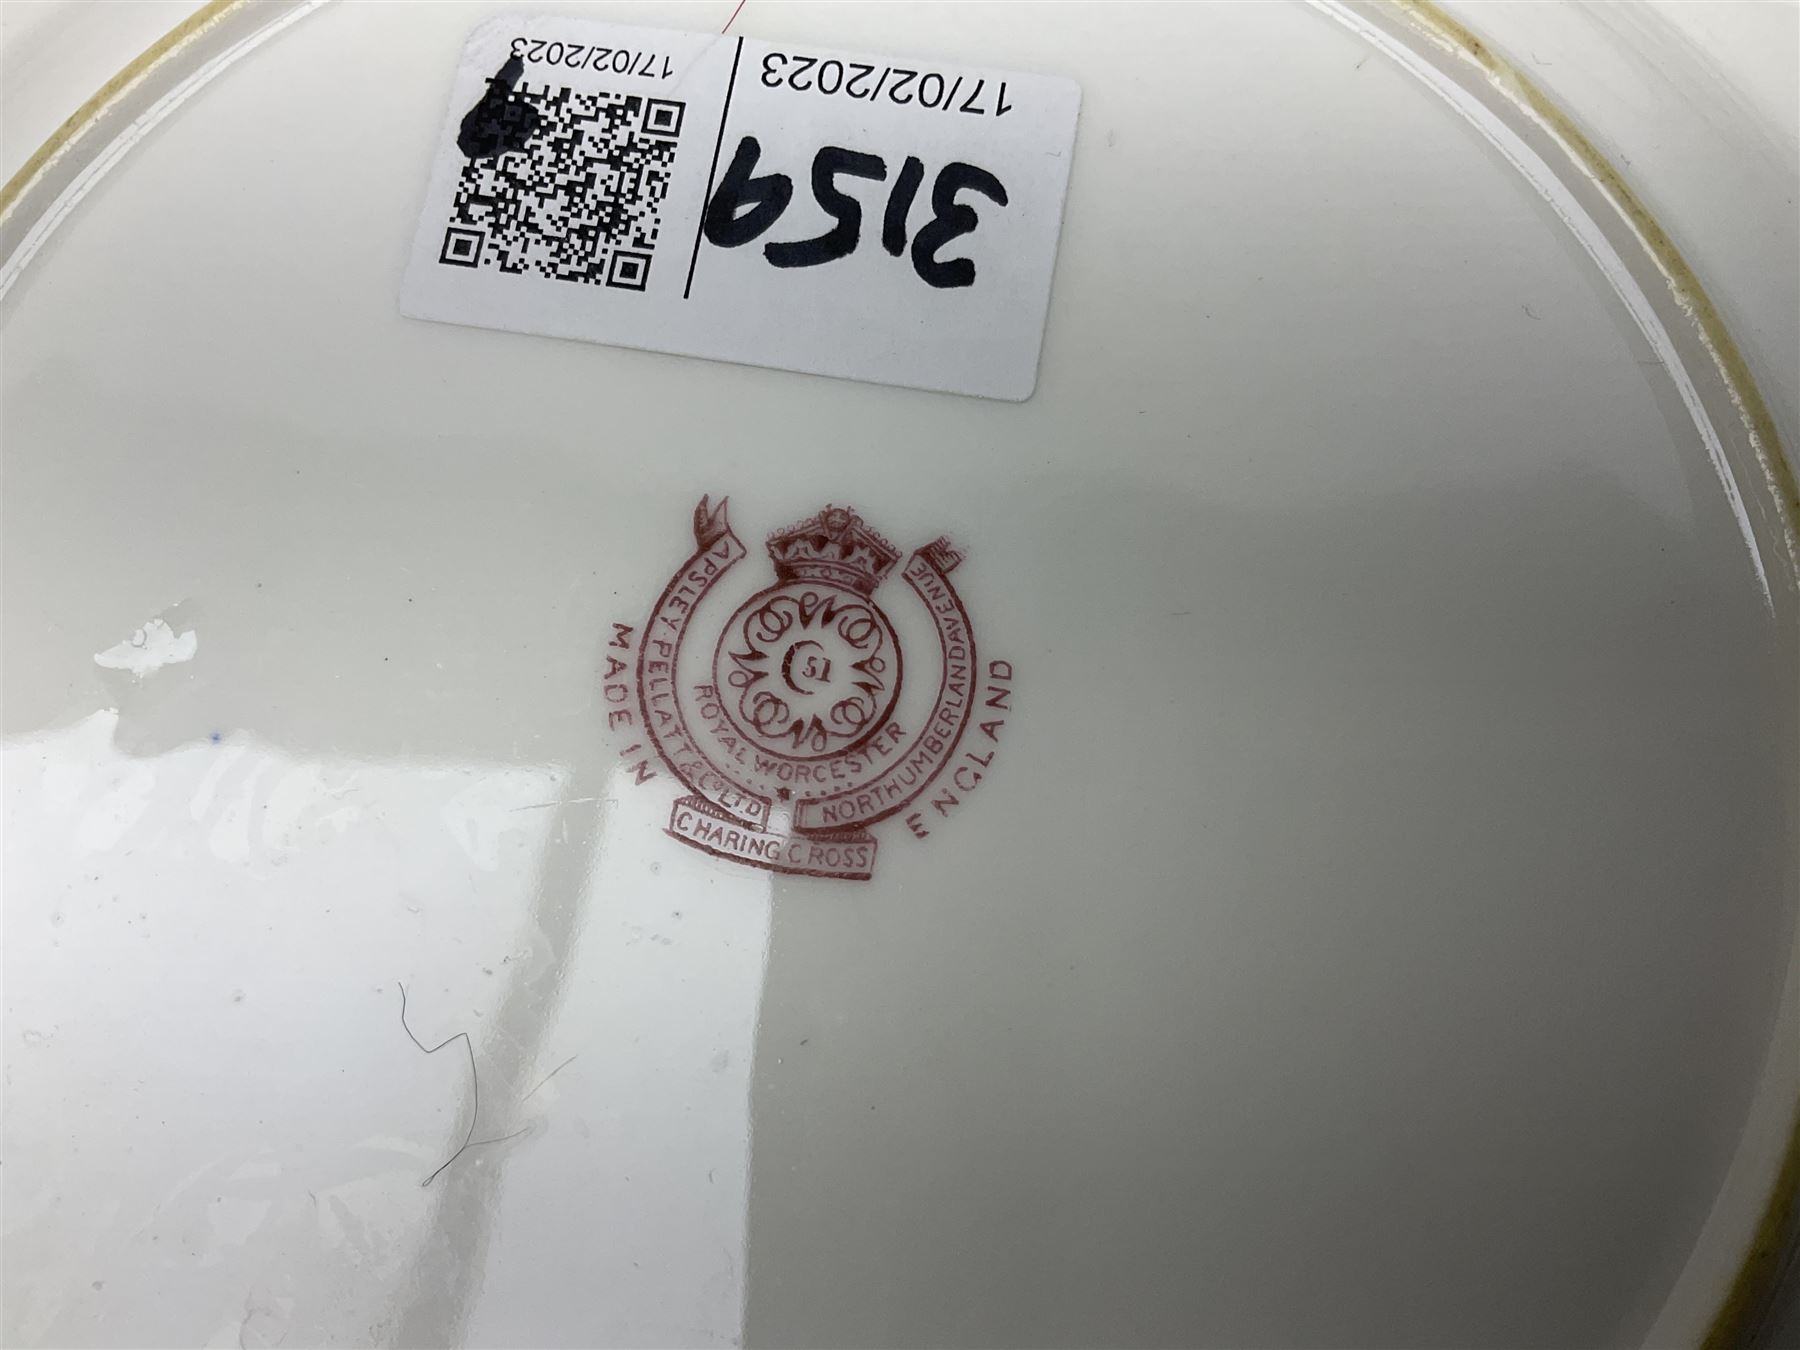 17/02/2023
17/02/2023
3159
APSLEY·PELLATT & Co LTD
NORTHUMBERLAND AVENUE
51
ROYAL WORCESTER
MADE IN
ENGLAND
CHARING CROSS